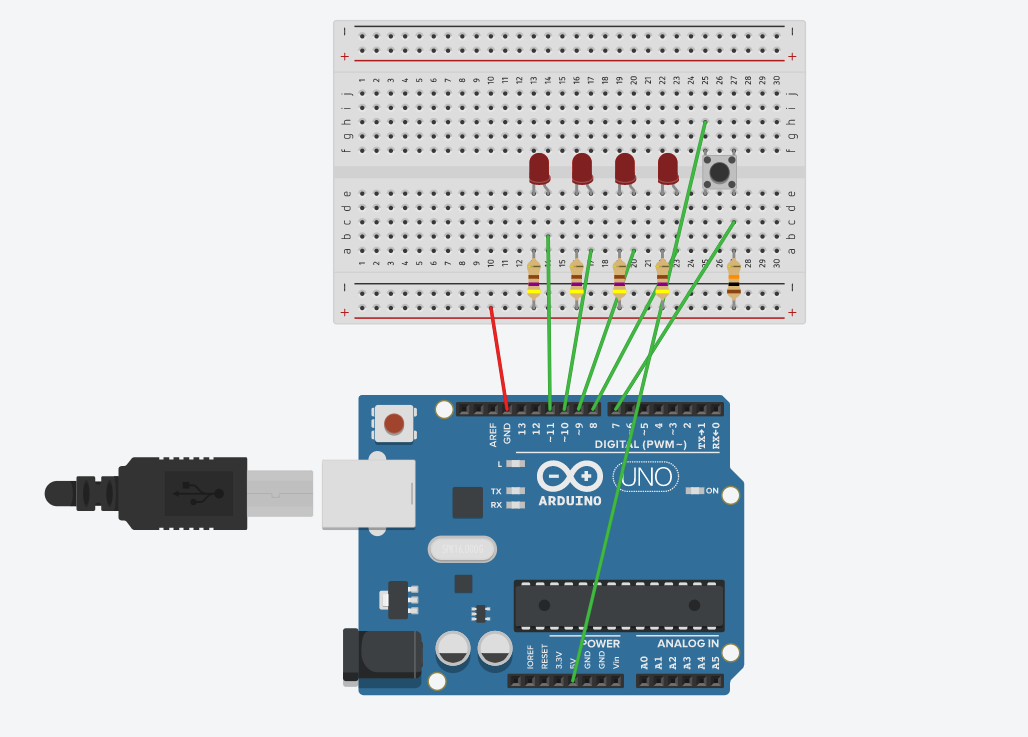 − −
+ +
1 2 3 4 5 6 7 8 9 10 11 12 13 14 15 16 17 18 19 20 21 22 23 24 25 26 27 28 29 30
j j
i i
h h
g g
f f
e e
d d
c c
b b
a a
1 2 3 4 5 6 7 8 9 10 11 12 13 14 15 16 17 18 19 20 21 22 23 24 25 26 27 28 29 30
− −
+ +
AREF GND 13 12 ~11 ~10 ~9 8 7 ~6 ~5 4 ~3 2 TX→1 RX←0
DIGITAL (PWM~)
L
TX
RX
ARDUINO
UNO
ON
POWER ANALOG IN
IOREF RESET 3.3V 5V GND GND Vin A0 A1 A2 A3 A4 A5